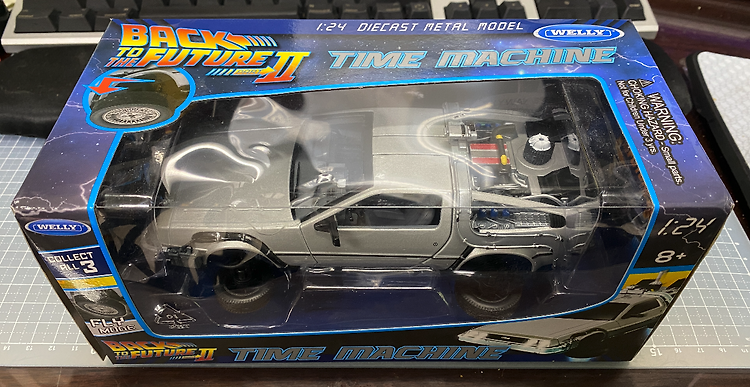 1:24 DIECAST METAL MODEL
WELLY
BACK
TO THE FUTURE
PART II
TIME MACHINE
WARNING:
CHOKING HAZARD - Small parts.
Not for Children under 3 yrs.
WELLY
COLLECT
ALL 3
FLY
MODE
1:24
8+
BACK
TO THE FUTURE II
TIME MACHINE
15